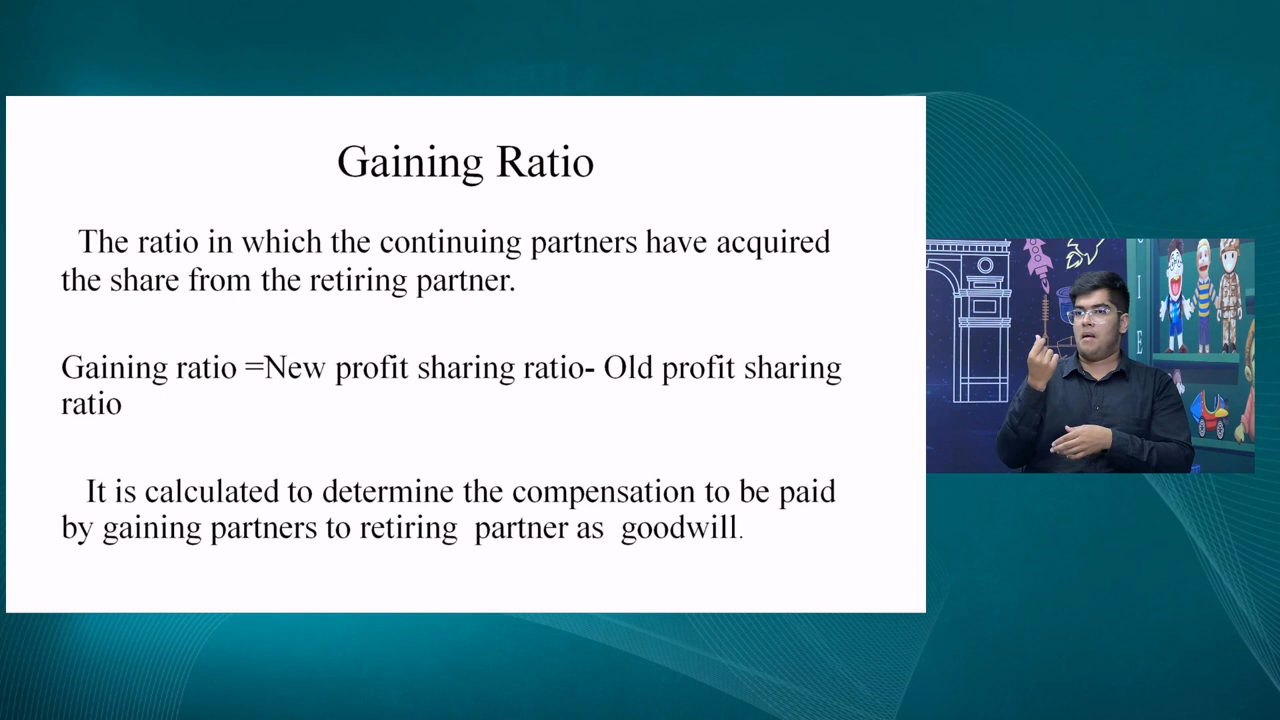 Gaining Ratio
The ratio in which the continuing partners have acquired
the share from the retiring partner.
Gaining ratio =New profit sharing ratio- Old profit sharing
ratio
It is calculated to determine the compensation to be paid
by gaining partners to retiring partner as goodwill.
I
E